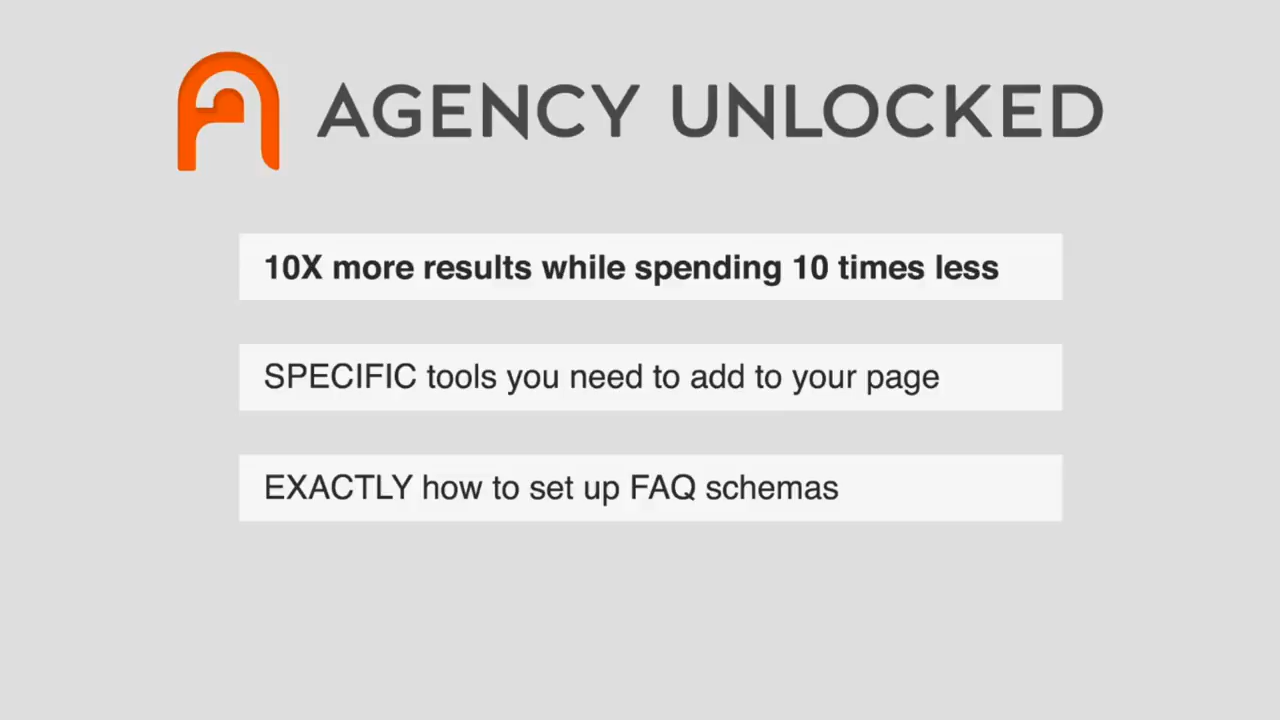 AGENCY UNLOCKED
10X more results while spending 10 times less
SPECIFIC tools you need to add to your page
EXACTLY how to set up FAQ schemas